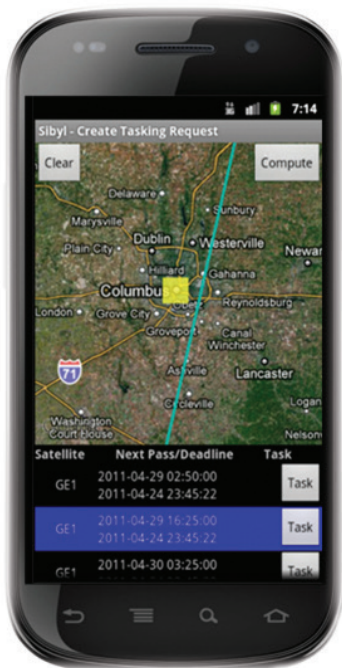 7:14
Sibyl - Create Tasking Request
Clear
Compute
Delaware
Sunbury
Marysville
Plain City
Dublin
Westerville
Newar
Hilliard
Gahanna
Columbu
Reynoldsburg
London
Grove City
Groveport
Canal
Winchester
71
Ashville
Lancaster
Circleville
Logan
Washington
Court House
Nelson
Satellite Next Pass/Deadline Task
GE1 2011-04-29 02:50:00
2011-04-24 23:45:22
Task
GE1 2011-04-29 16:25:00
2011-04-24 23:45:22
Task
GE1 2011-04-30 03:25:00
Task